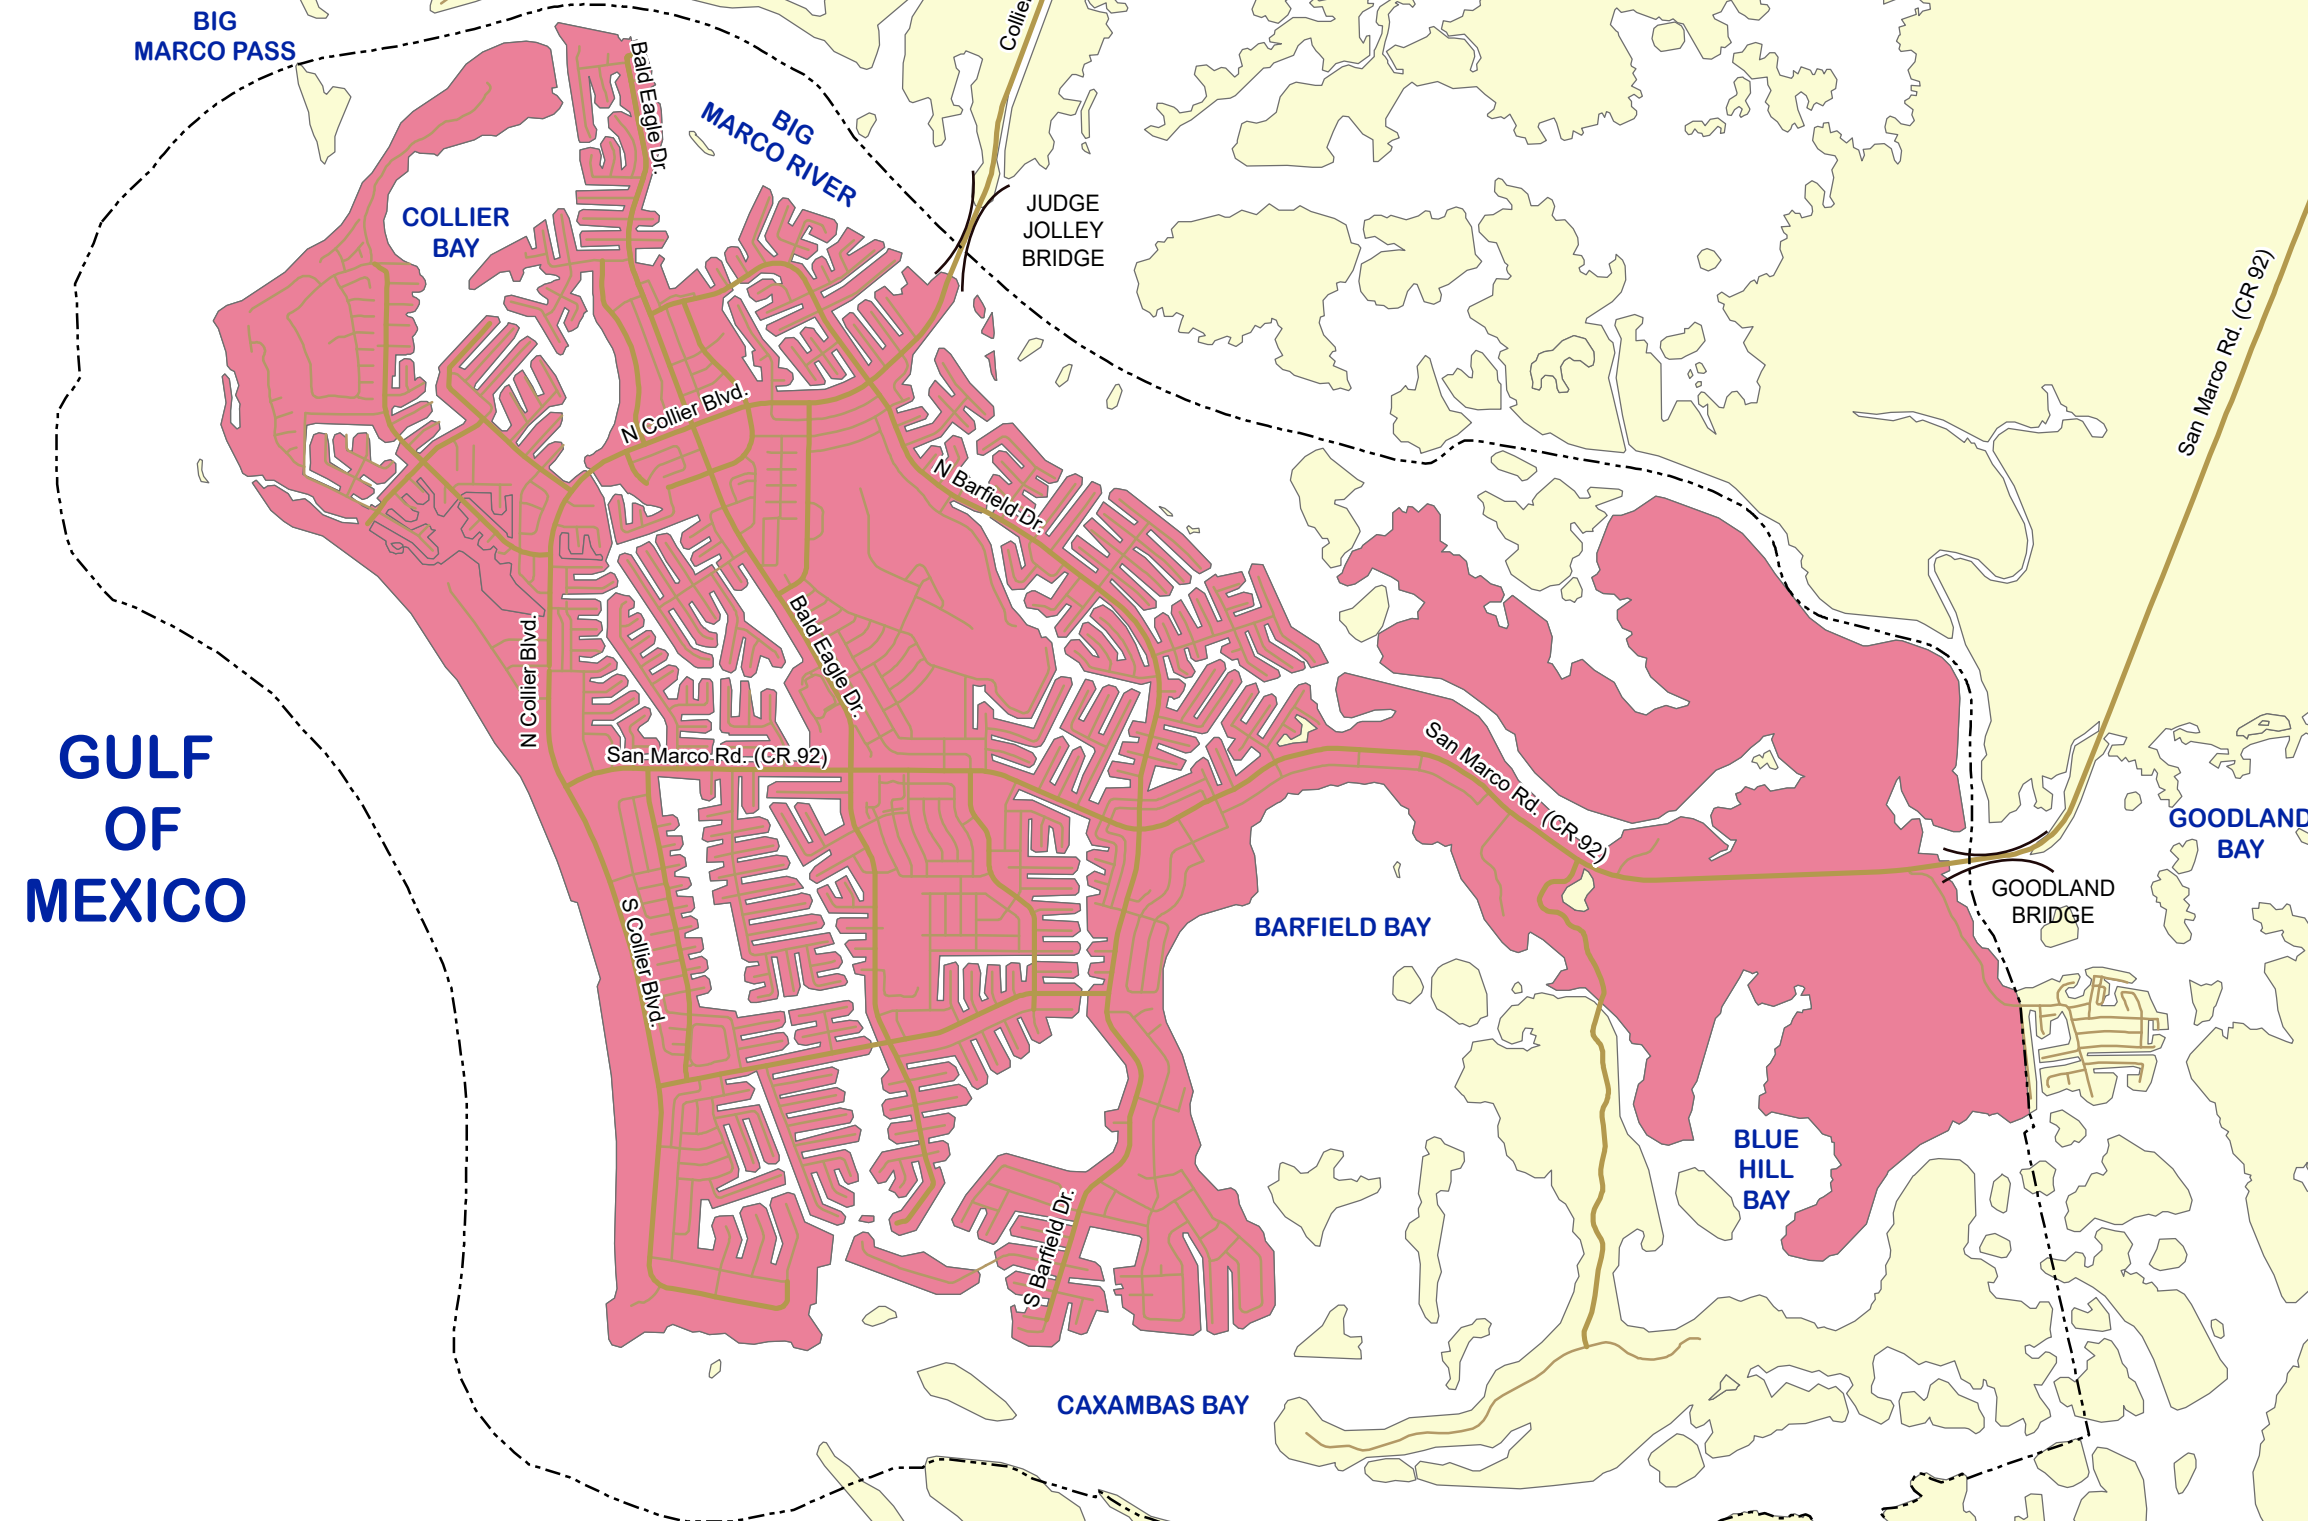 BIG
MARCO PASS
Collie
Bald Eagle Dr.
BIG
MARCO RIVER
COLLIER
BAY
JUDGE
JOLLEY
BRIDGE
San Marco Rd. (CR 92)
N Collier Blvd.
N Barfield Dr.
Bald Eagle Dr.
N Collier Blvd.
GULF
OF
MEXICO
San Marco Rd. (CR 92)
San Marco Rd. (CR 92)
GOODLAND
BAY
GOODLAND
BRIDGE
S Collier Blvd.
BARFIELD BAY
BLUE
HILL
BAY
S Barfield Dr.
CAXAMBAS BAY